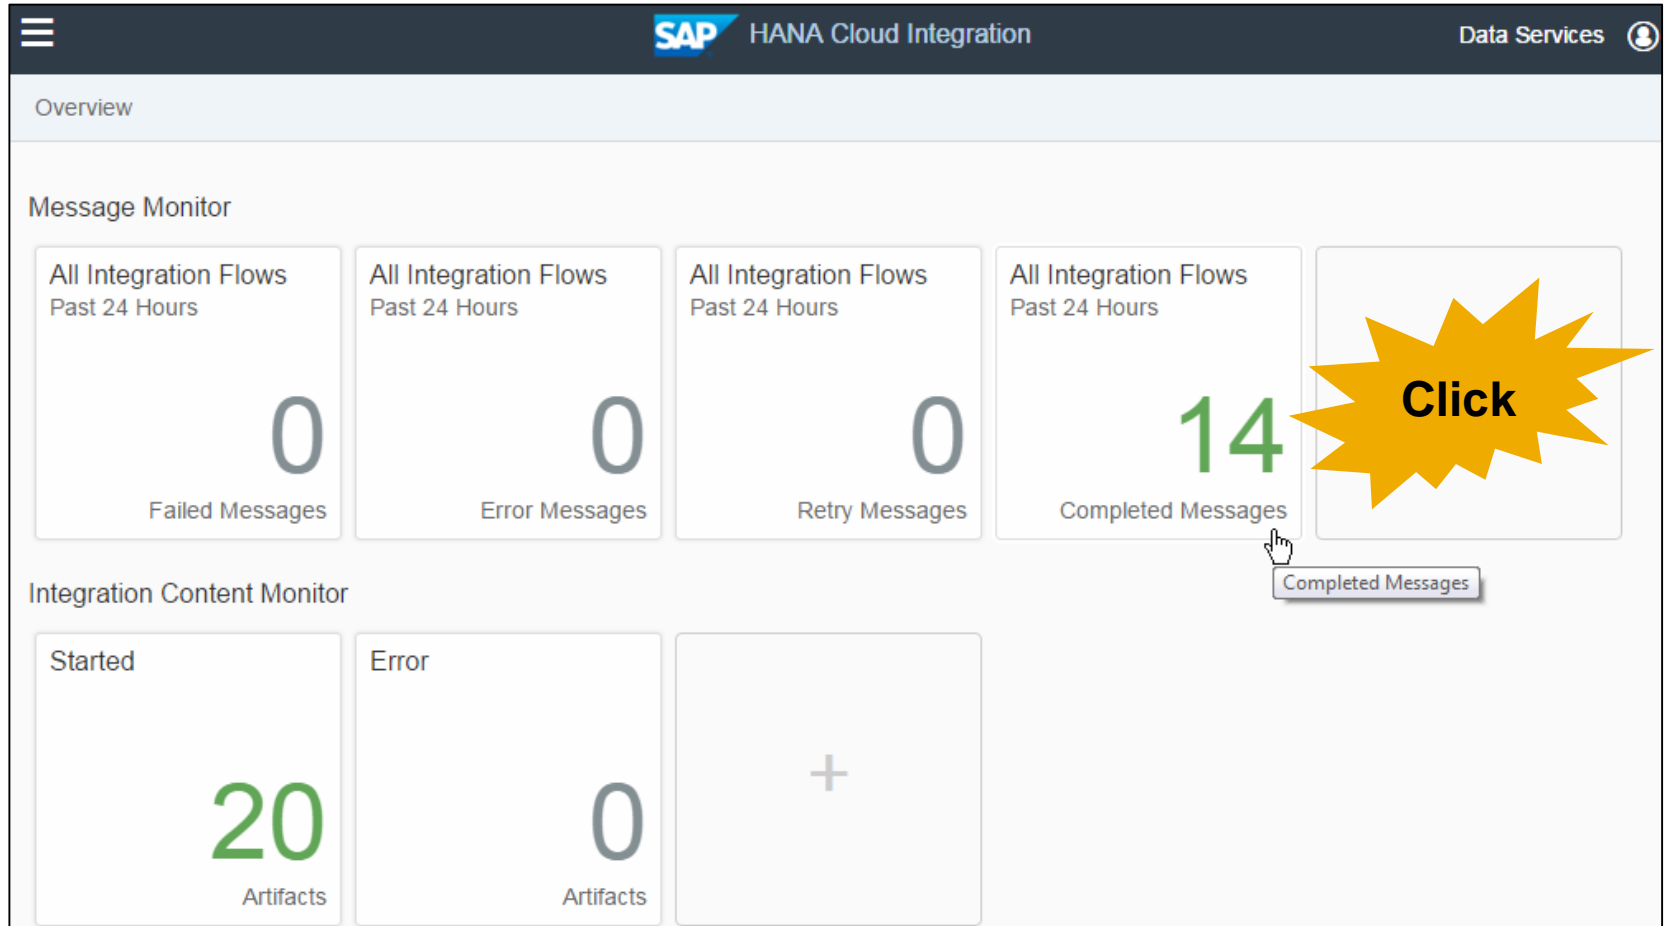 SAP HANA Cloud Integration
Data Services
Overview
Message Monitor
All Integration Flows
Past 24 Hours
0
Failed Messages
All Integration Flows
Past 24 Hours
0
Error Messages
All Integration Flows
Past 24 Hours
0
Retry Messages
All Integration Flows
Past 24 Hours
14
Completed Messages
Click
Completed Messages
Integration Content Monitor
Started
20
Artifacts
Error
0
Artifacts
+